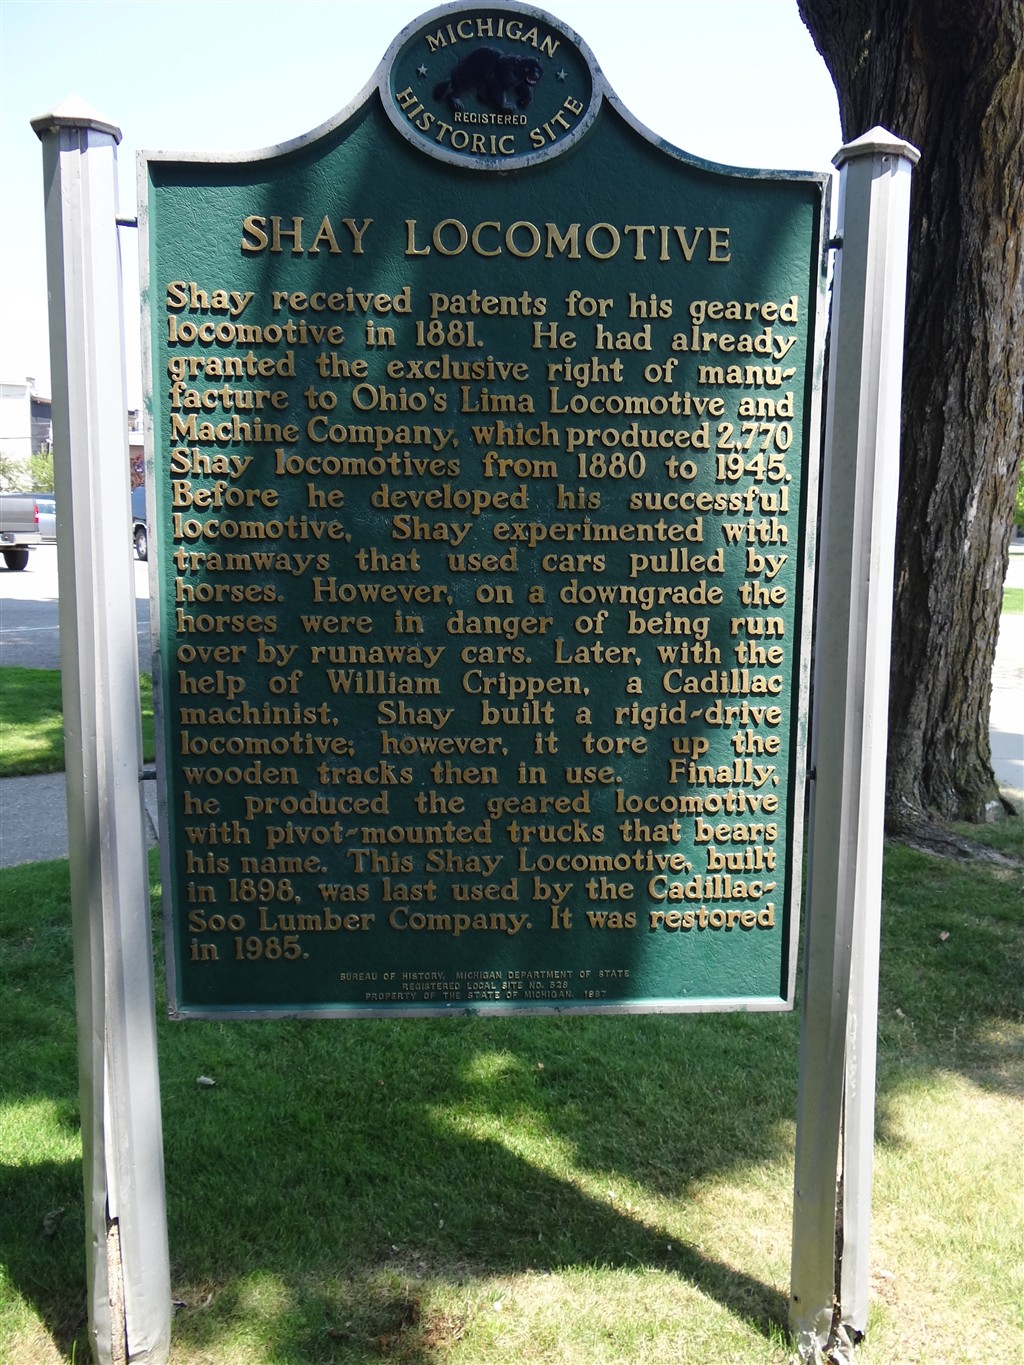 MICHIGAN
REGISTERED
HISTORIC SITE
SHAY LOCOMOTIVE
Shay received patents for his geared
locomotive in 1881. He had already
granted the exclusive right of manu-
facture to Ohio's Lima Locomotive and
Machine Company, which produced 2,770
Shay locomotives from 1880 to 1945.
Before he developed his successful
locomotive, Shay experimented with
tramways that used cars pulled by
horses. However, on a downgrade the
horses were in danger of being run
over by runaway cars. Later, with the
help of William Crippen, a Cadillac
machinist, Shay built a rigid-drive
locomotive; however, it tore up the
wooden tracks then in use. Finally,
he produced the geared locomotive
with pivot-mounted trucks that bears
his name. This Shay Locomotive, built
in 1898, was last used by the Cadillac-
Soo Lumber Company. It was restored
in 1985.
BUREAU OF HISTORY, MICHIGAN DEPARTMENT OF STATE
REGISTERED LOCAL SITE NO. 528
PROPERTY OF THE STATE OF MICHIGAN, 1987